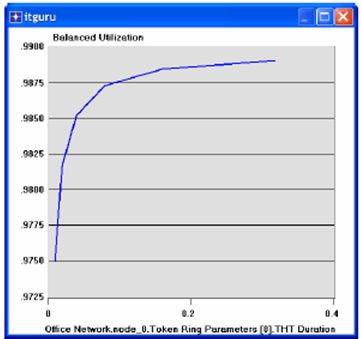 itguru
Balanced Utilization
.9900
.9875
.9850
.9825
.9800
.9775
.9750
.9725
0 0.2 0.4
Office Network.node_0.Token Ring Parameters [0].THT Duration